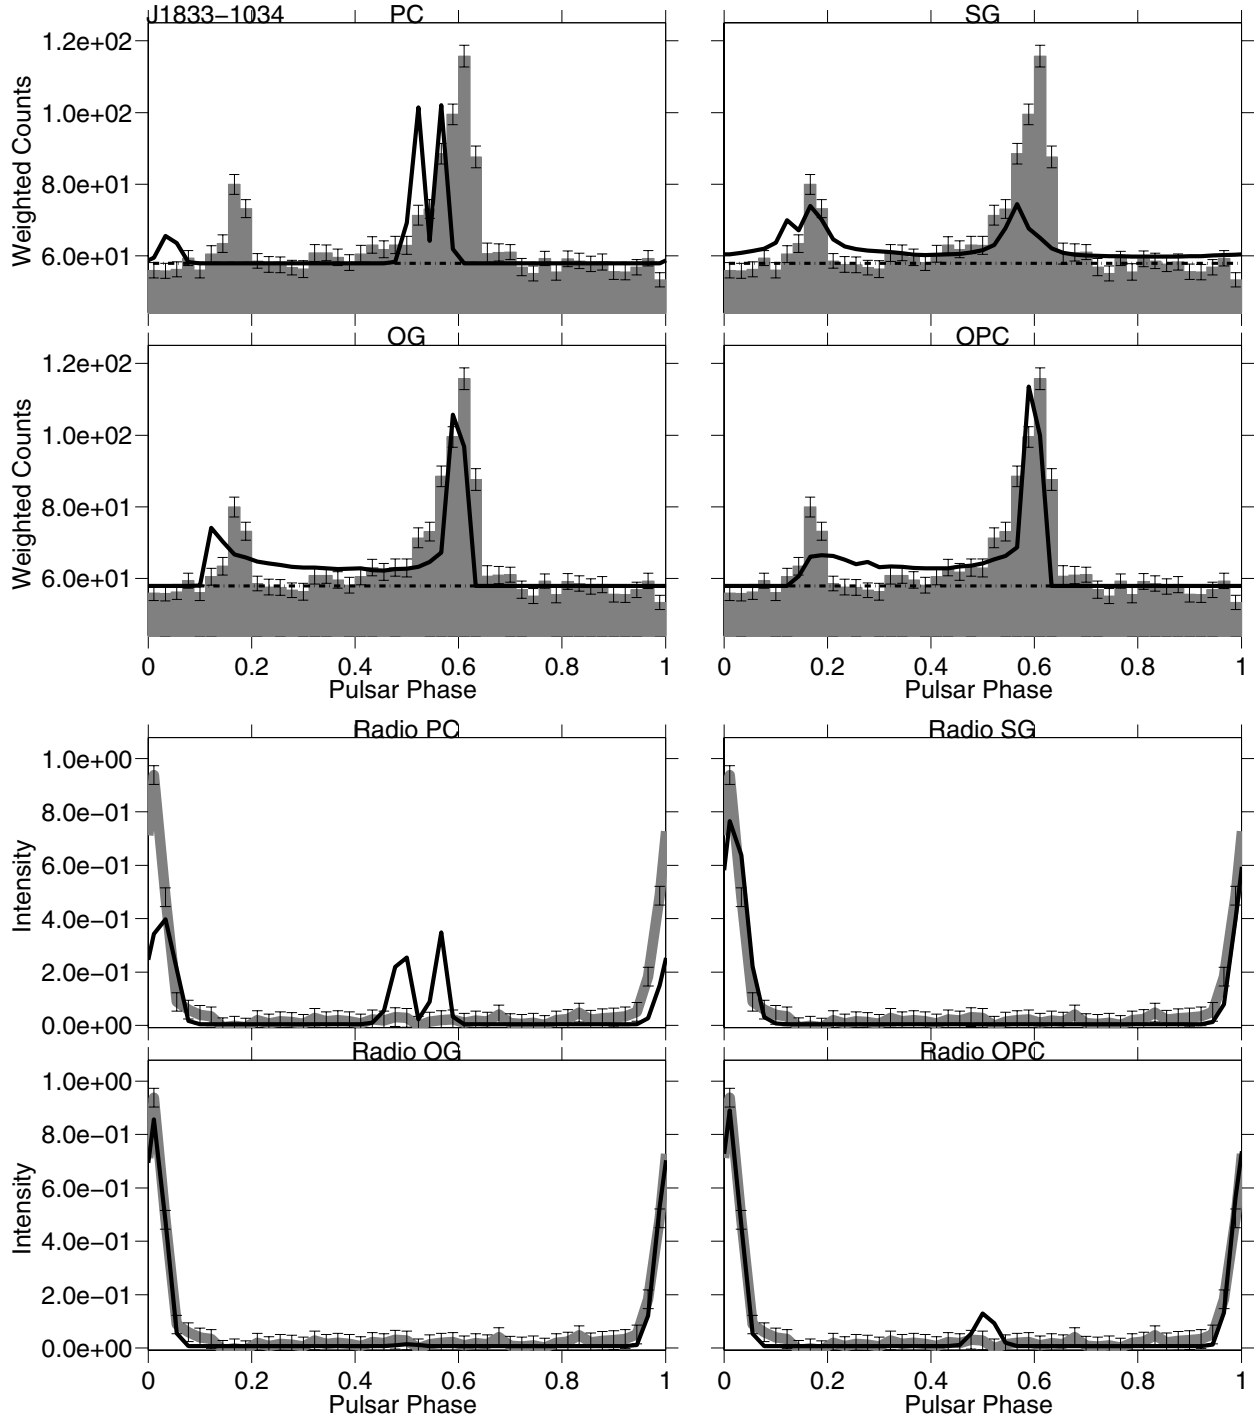 J1833−1034 PC SG
Weighted Counts
1.2e+02
1.0e+02
8.0e+01
6.0e+01
OG OPC
Weighted Counts
1.2e+02
1.0e+02
8.0e+01
6.0e+01
0 0.2 0.4 0.6 0.8 1 0 0.2 0.4 0.6 0.8 1
Pulsar Phase Pulsar Phase
Radio PC Radio SG
Intensity
1.0e+00
8.0e−01
6.0e−01
4.0e−01
2.0e−01
0.0e+00
Radio OG Radio OPC
Intensity
1.0e+00
8.0e−01
6.0e−01
4.0e−01
2.0e−01
0.0e+00
0 0.2 0.4 0.6 0.8 1 0 0.2 0.4 0.6 0.8 1
Pulsar Phase Pulsar Phase